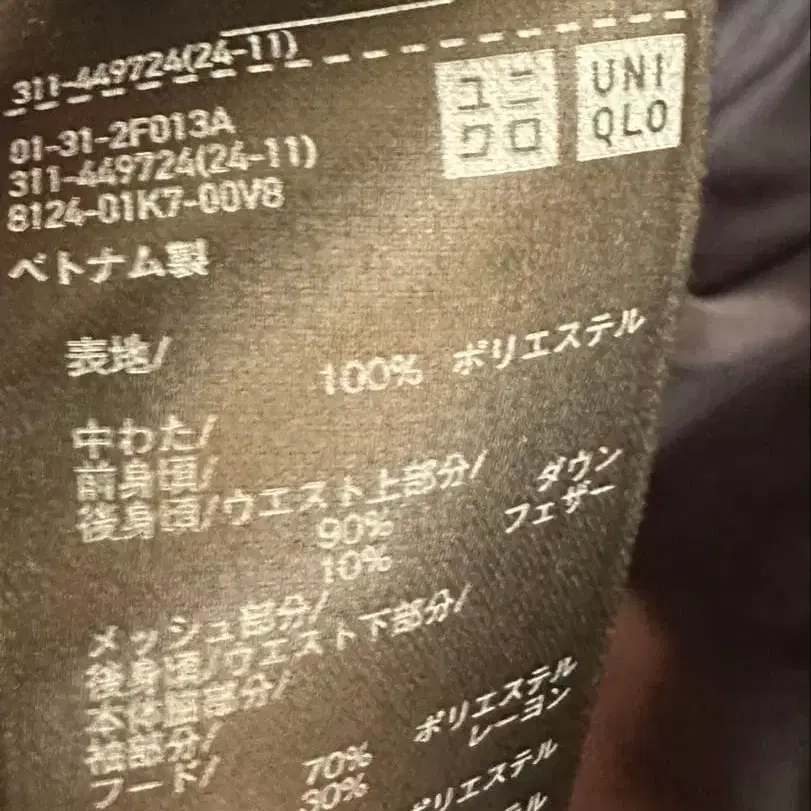 311-449724(24-11)
ユニ
クロ
UNI
QLO
01-31-2F013A
311-449724(24-11)
8124-01K7-00V8
ベトナム製
表地/
100% ポリエステル
中わた/
前身頃/
後身頃/ウエスト上部分/
90% ダウン
10% フェザー
メッシュ部分/
後身頃/ウエスト下部分/
本体脇部分/
袖部分/
フード/
70% ポリエステル
30% レーヨン
ポリエステル